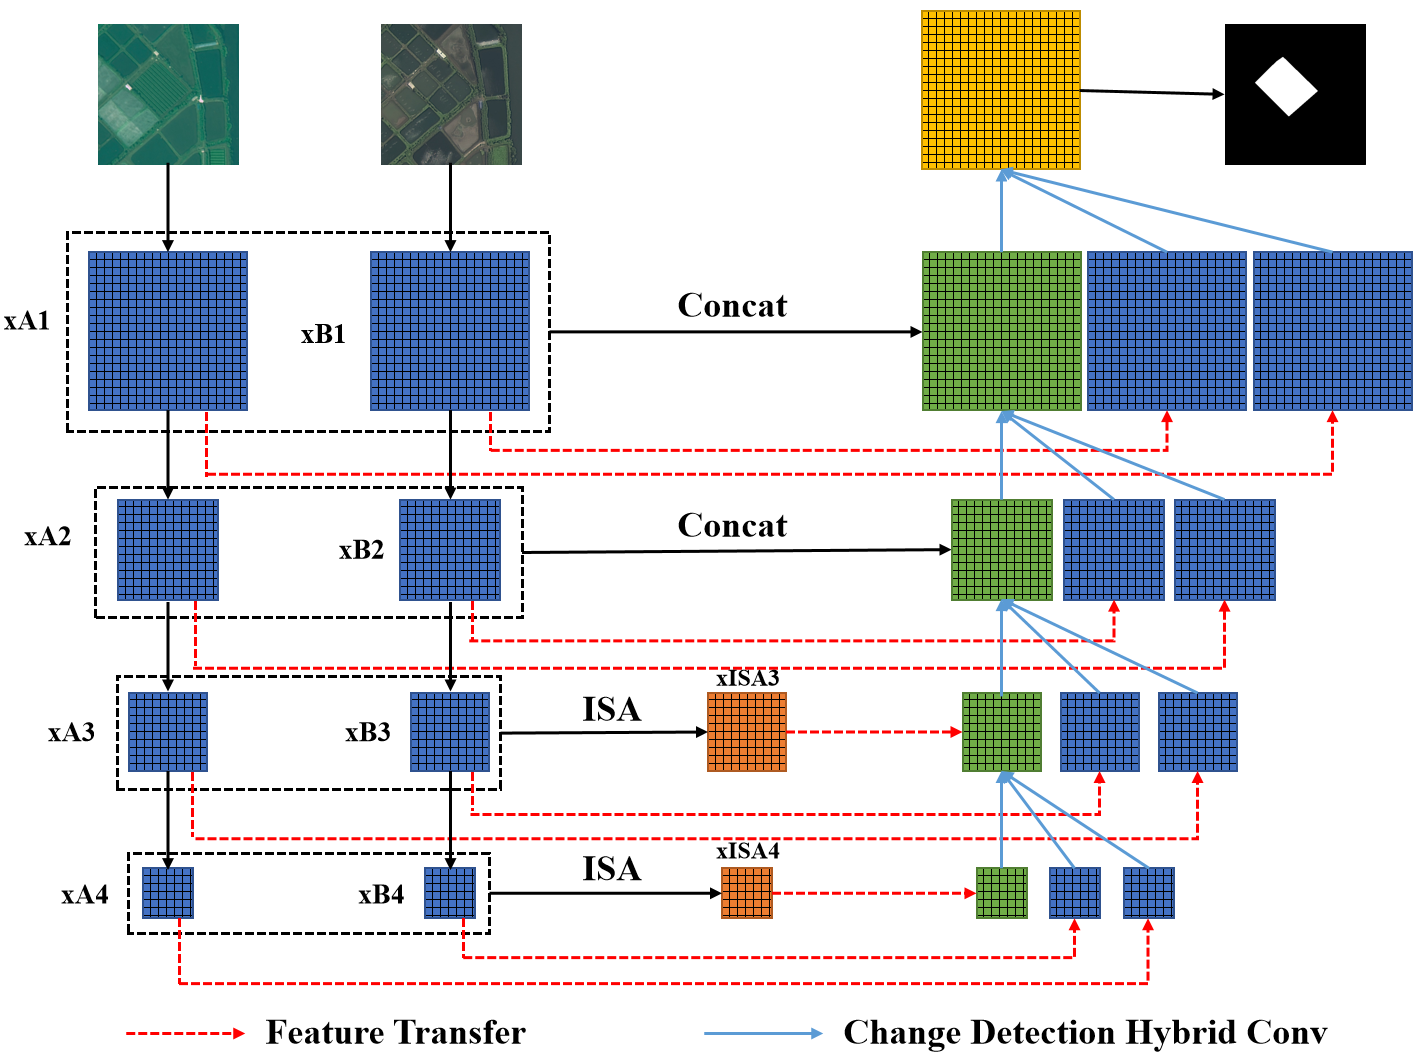 Concat
xA1
xB1
Concat
xA2
xB2
xISA3
ISA
xA3
xB3
xISA4
ISA
xA4
xB4
Feature Transfer
Change Detection Hybrid Conv